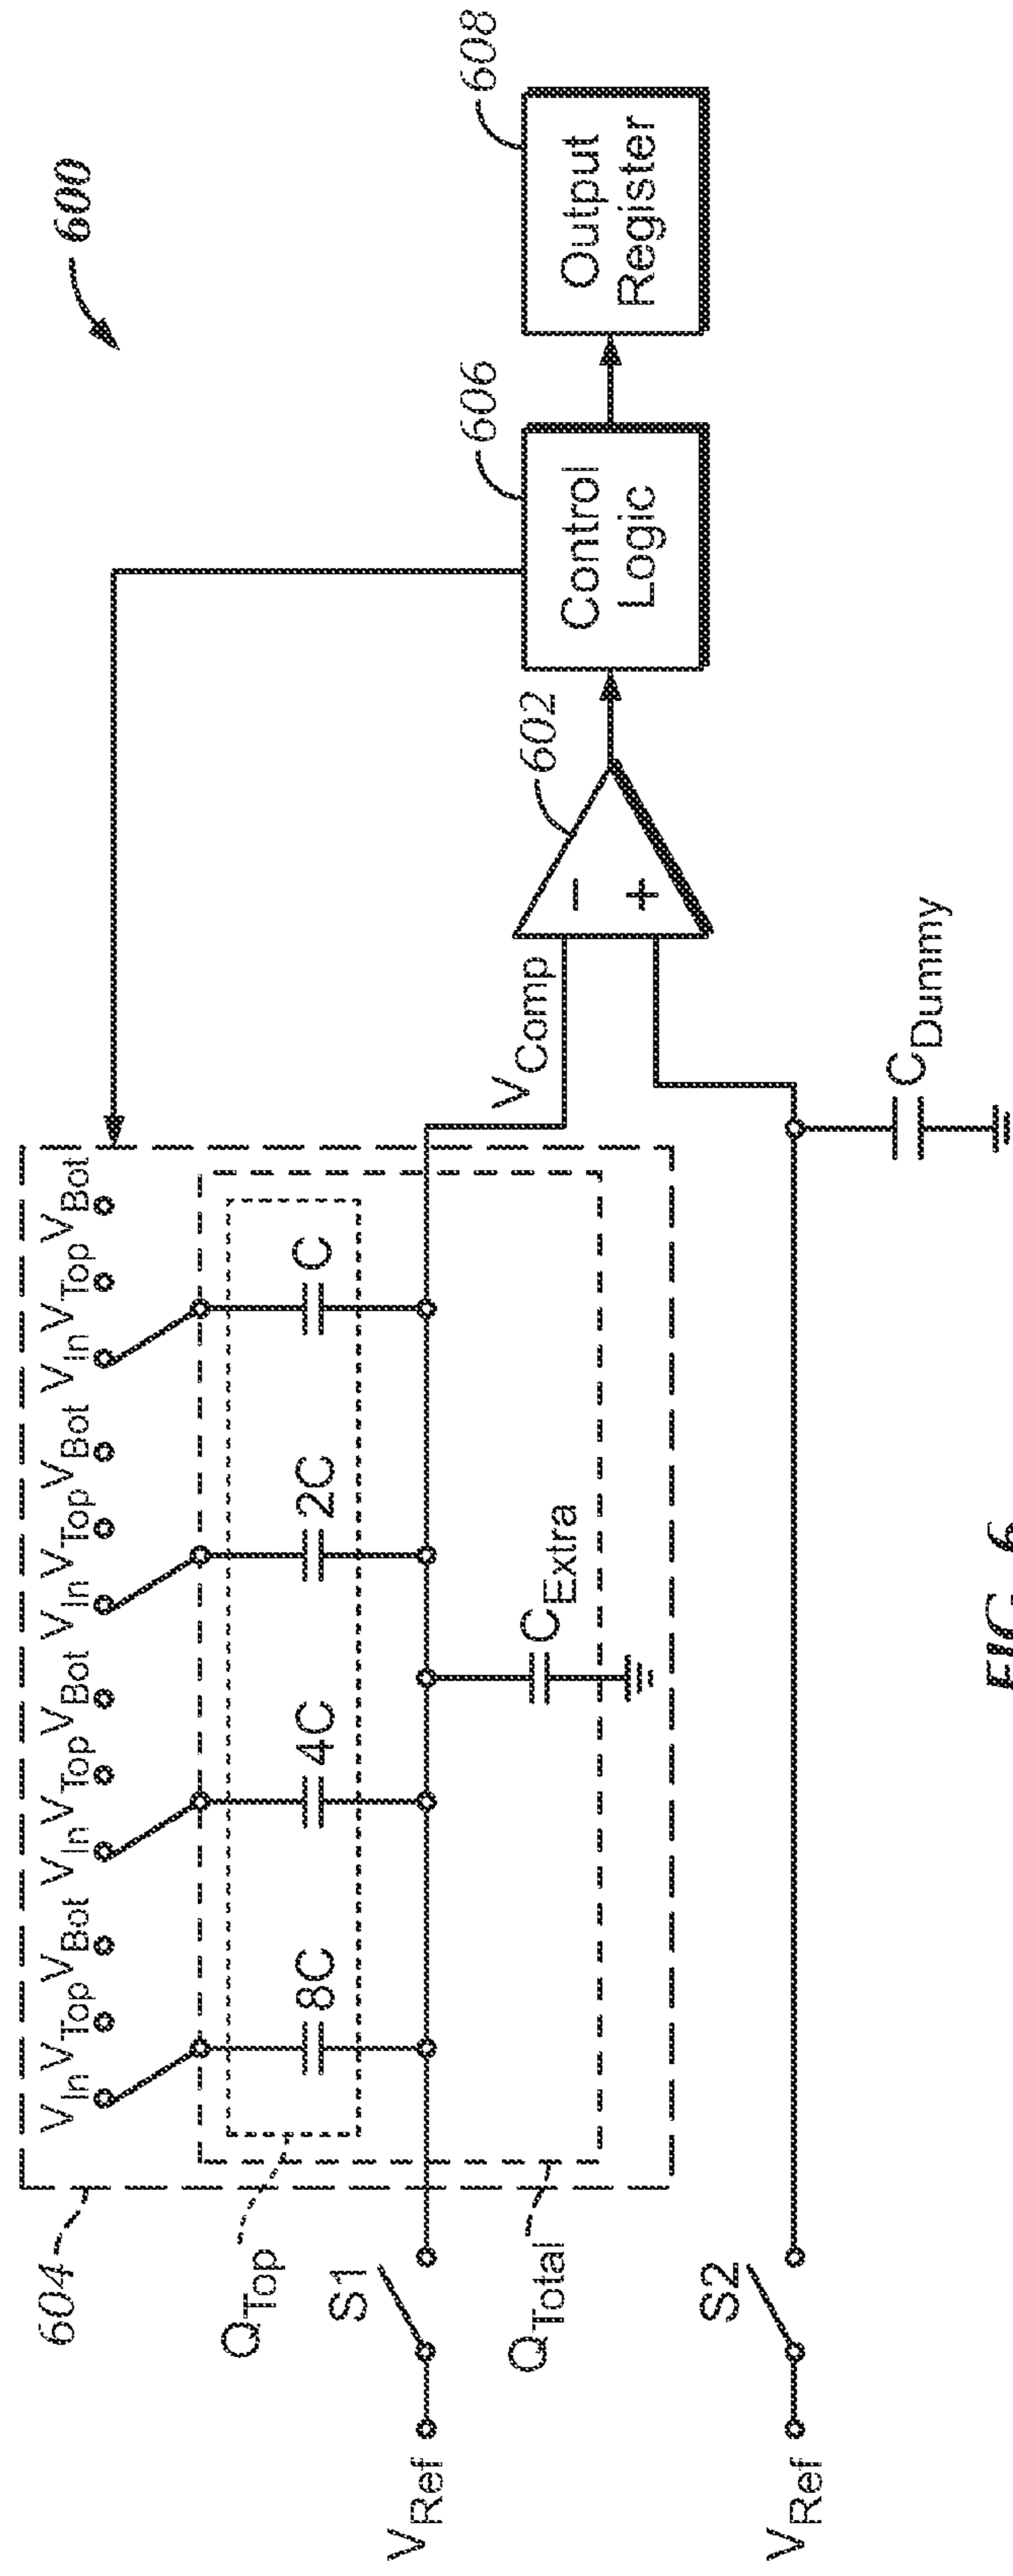 600
604
V_In V_Top V_Bot V_In V_Top V_Bot V_In V_Top V_Bot V_In V_Top V_Bot
Q_Top
8C 4C 2C C
S1
V_Ref
Q_Total
C_Extra
V_Comp
−
+
602
Control
Logic
606
Output
Register
608
S2
V_Ref
C_Dummy
FIG. 6